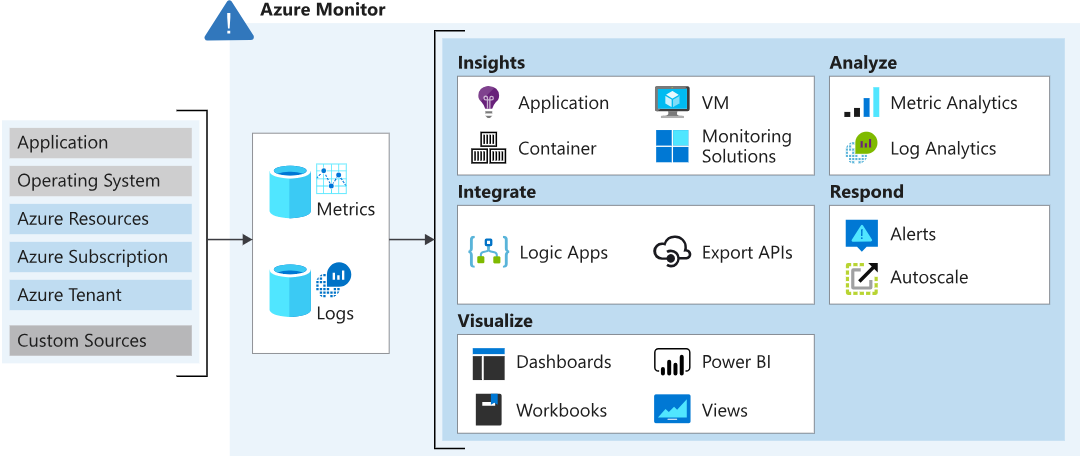 Azure Monitor
Application
Operating System
Azure Resources
Azure Subscription
Azure Tenant
Custom Sources
Metrics
Logs
Insights
Application
VM
Container
Monitoring
Solutions
Analyze
Metric Analytics
Log Analytics
Integrate
Logic Apps
Export APIs
Respond
Alerts
Autoscale
Visualize
Dashboards
Power BI
Workbooks
Views